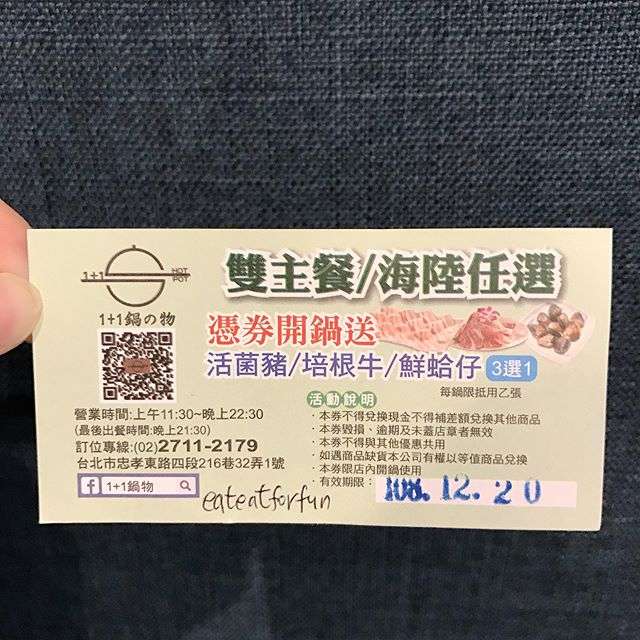 1+1
鍋物
1+1鍋の物
雙主餐/海陸任選
憑券開鍋送
活菌豬/培根牛/鮮蛤仔 3選1
每鍋限抵用乙張
營業時間:上午11:30~晚上22:30
(最後出餐時間:晚上21:30)
訂位專線:(02)2711-2179
台北市忠孝東路四段216巷32弄1號
f 1+1鍋物
eateatforfun
活動說明
·本券不得兌換現金不得補差額兌換其他商品
·本券毀損、逾期及未蓋店章者無效
·本券不得與其他優惠共用
·如遇商品缺貨本公司有權以等值商品兌換
·本券限店內開鍋使用
·有效期限: 108.12.20